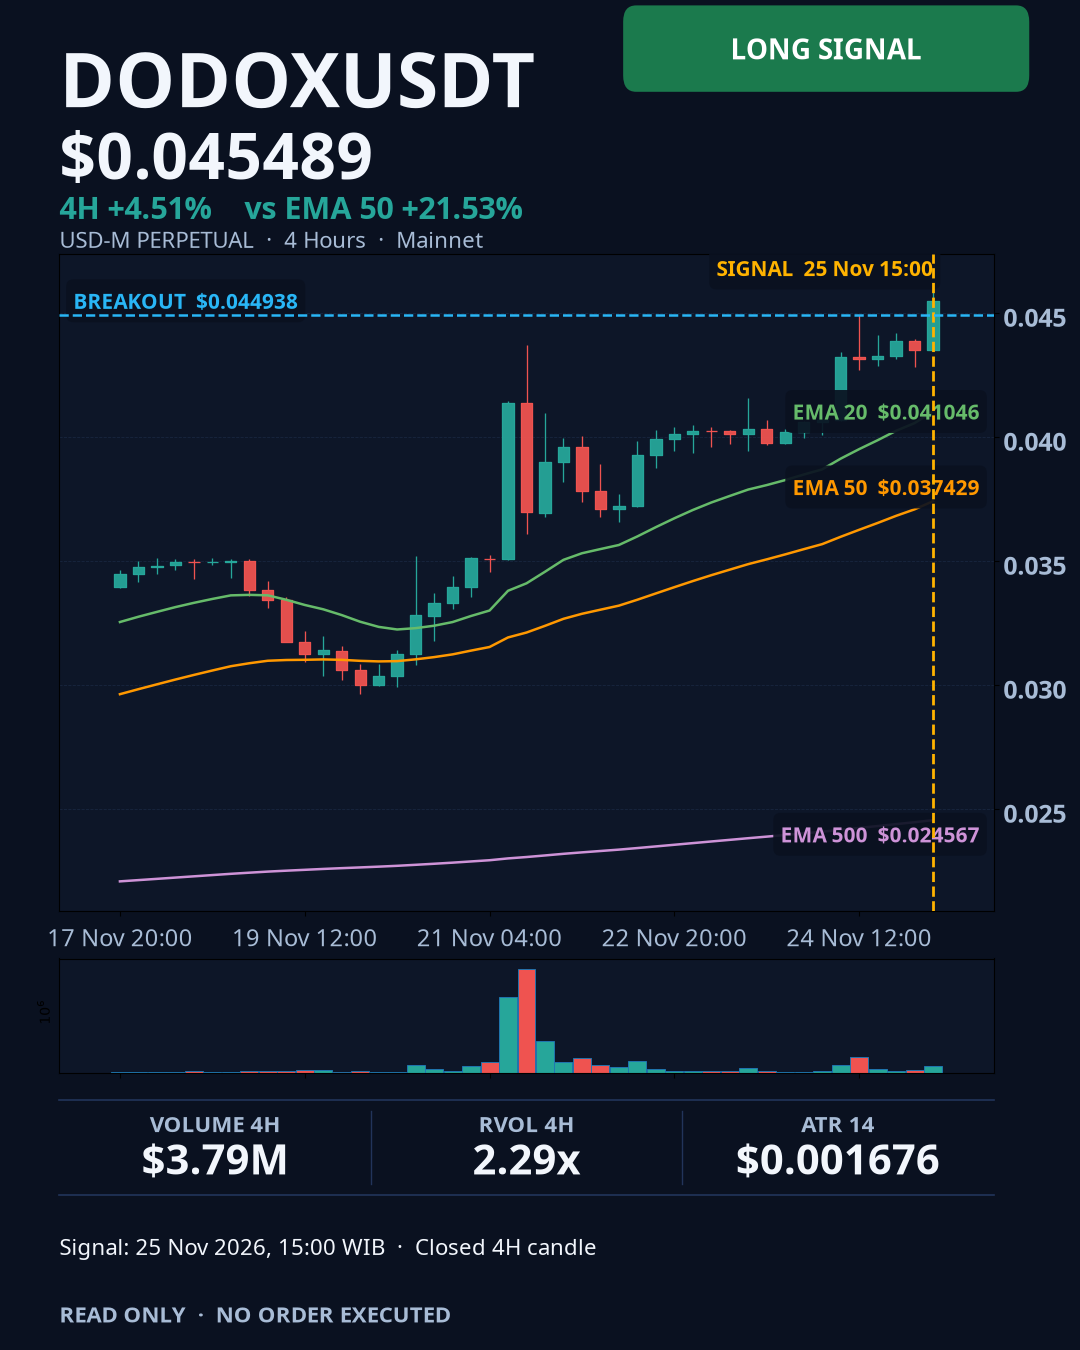 LONG SIGNAL
DODOXUSDT
$0.045489
4H +4.51% vs EMA 50 +21.53%
USD-M PERPETUAL · 4 Hours · Mainnet
SIGNAL 25 Nov 15:00
BREAKOUT $0.044938
0.045
EMA 20 $0.041046
0.040
EMA 50 $0.037429
0.035
0.030
0.025
EMA 500 $0.024567
17 Nov 20:00 19 Nov 12:00 21 Nov 04:00 22 Nov 20:00 24 Nov 12:00
10⁶
VOLUME 4H RVOL 4H ATR 14
$3.79M 2.29x $0.001676
Signal: 25 Nov 2026, 15:00 WIB · Closed 4H candle
READ ONLY · NO ORDER EXECUTED